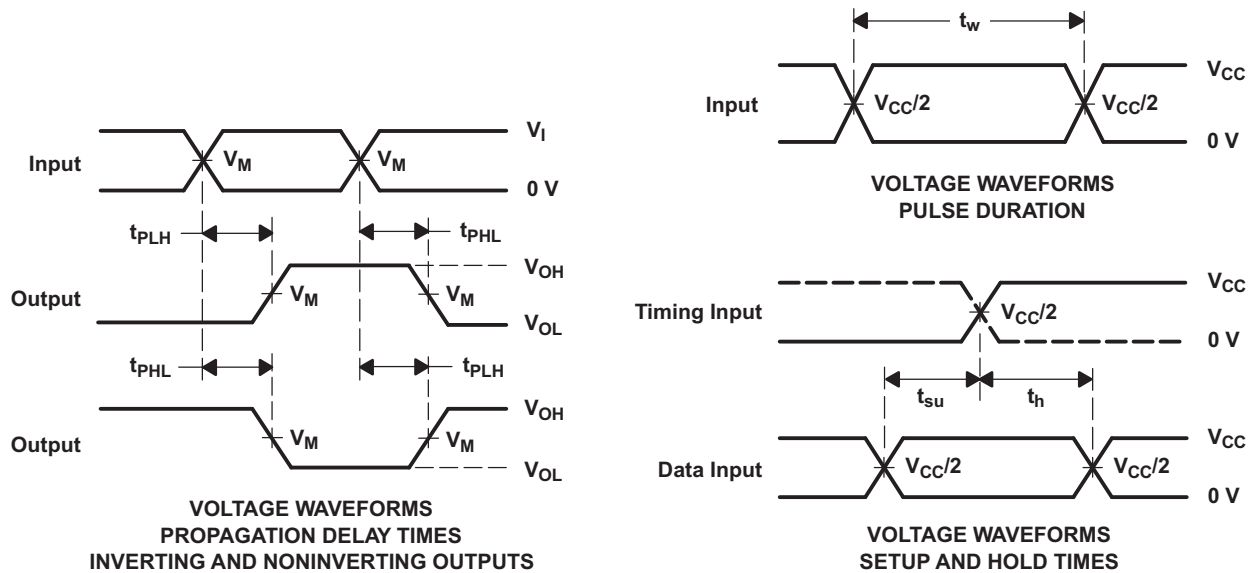 Input
V_M
V_M
V_I
0 V
t_PLH
t_PHL
Output
V_M
V_M
V_OH
V_OL
t_PHL
t_PLH
Output
V_M
V_M
V_OH
V_OL
VOLTAGE WAVEFORMS
PROPAGATION DELAY TIMES
INVERTING AND NONINVERTING OUTPUTS
t_w
Input
V_CC/2
V_CC/2
V_CC
0 V
VOLTAGE WAVEFORMS
PULSE DURATION
Timing Input
V_CC/2
V_CC
0 V
t_su
t_h
Data Input
V_CC/2
V_CC/2
V_CC
0 V
VOLTAGE WAVEFORMS
SETUP AND HOLD TIMES